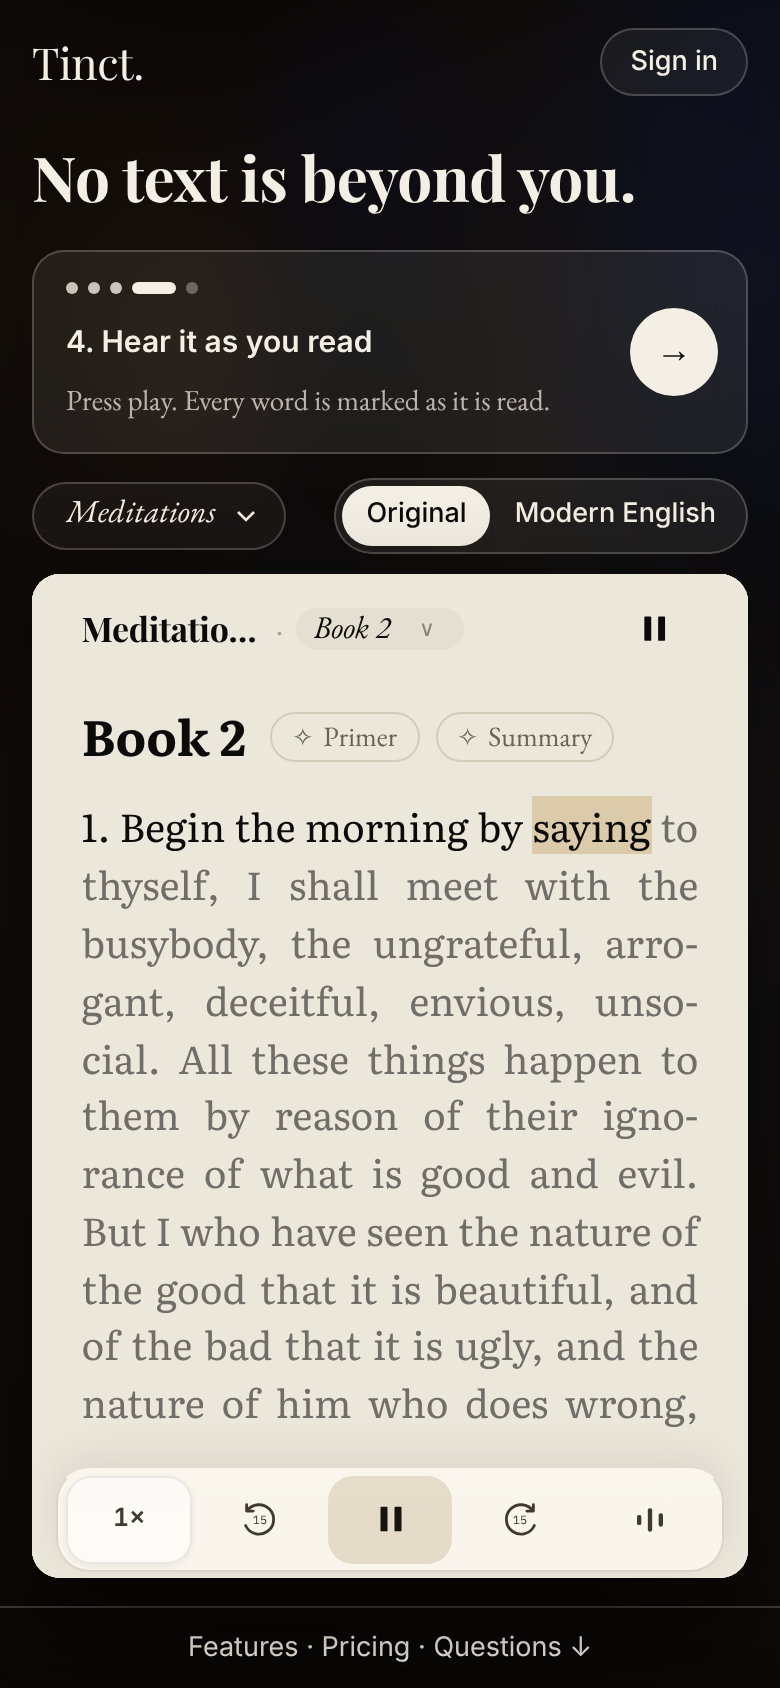 Tinct.
Sign in
No text is beyond you.
4. Hear it as you read
→
Press play. Every word is marked as it is read.
Meditations
Original
Modern English
Meditatio... · Book 2
Book 2
✧ Primer
✧ Summary
1. Begin the morning by saying to
thyself, I shall meet with the
busybody, the ungrateful, arro-
gant, deceitful, envious, unso-
cial. All these things happen to
them by reason of their igno-
rance of what is good and evil.
But I who have seen the nature of
the good that it is beautiful, and
of the bad that it is ugly, and the
nature of him who does wrong,
1×
15
15
Features · Pricing · Questions ↓